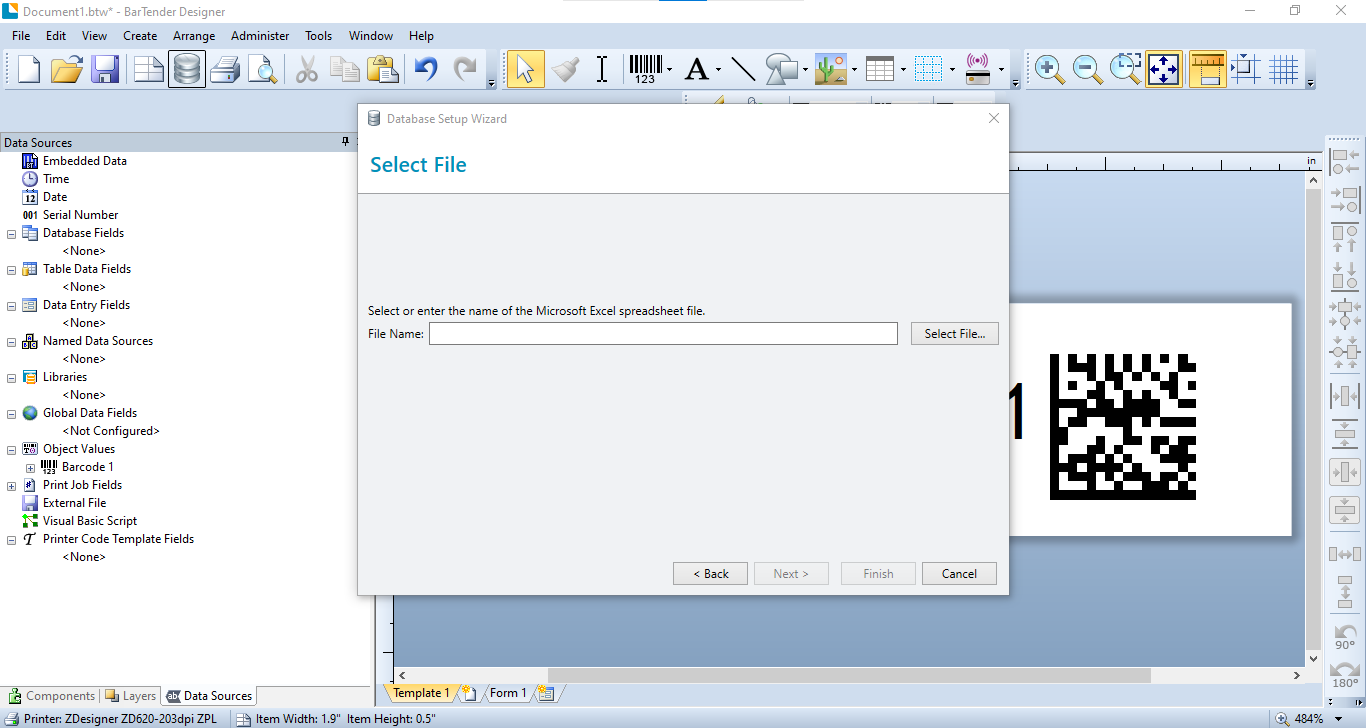 Document1.btw* - BarTender Designer
File Edit View Create Arrange Administer Tools Window Help
123
Data Sources
Embedded Data
Time
12 Date
001 Serial Number
Database Fields
<None>
Table Data Fields
<None>
Data Entry Fields
<None>
Named Data Sources
<None>
Libraries
<None>
Global Data Fields
<Not Configured>
Object Values
123 Barcode 1
Print Job Fields
External File
Visual Basic Script
Printer Code Template Fields
<None>
Components Layers Data Sources
Database Setup Wizard
Select File
Select or enter the name of the Microsoft Excel spreadsheet file.
File Name: Select File...
< Back Next > Finish Cancel
in
1
90°
180°
Template 1 Form 1
Printer: ZDesigner ZD620-203dpi ZPL Item Width: 1.9" Item Height: 0.5" 484%